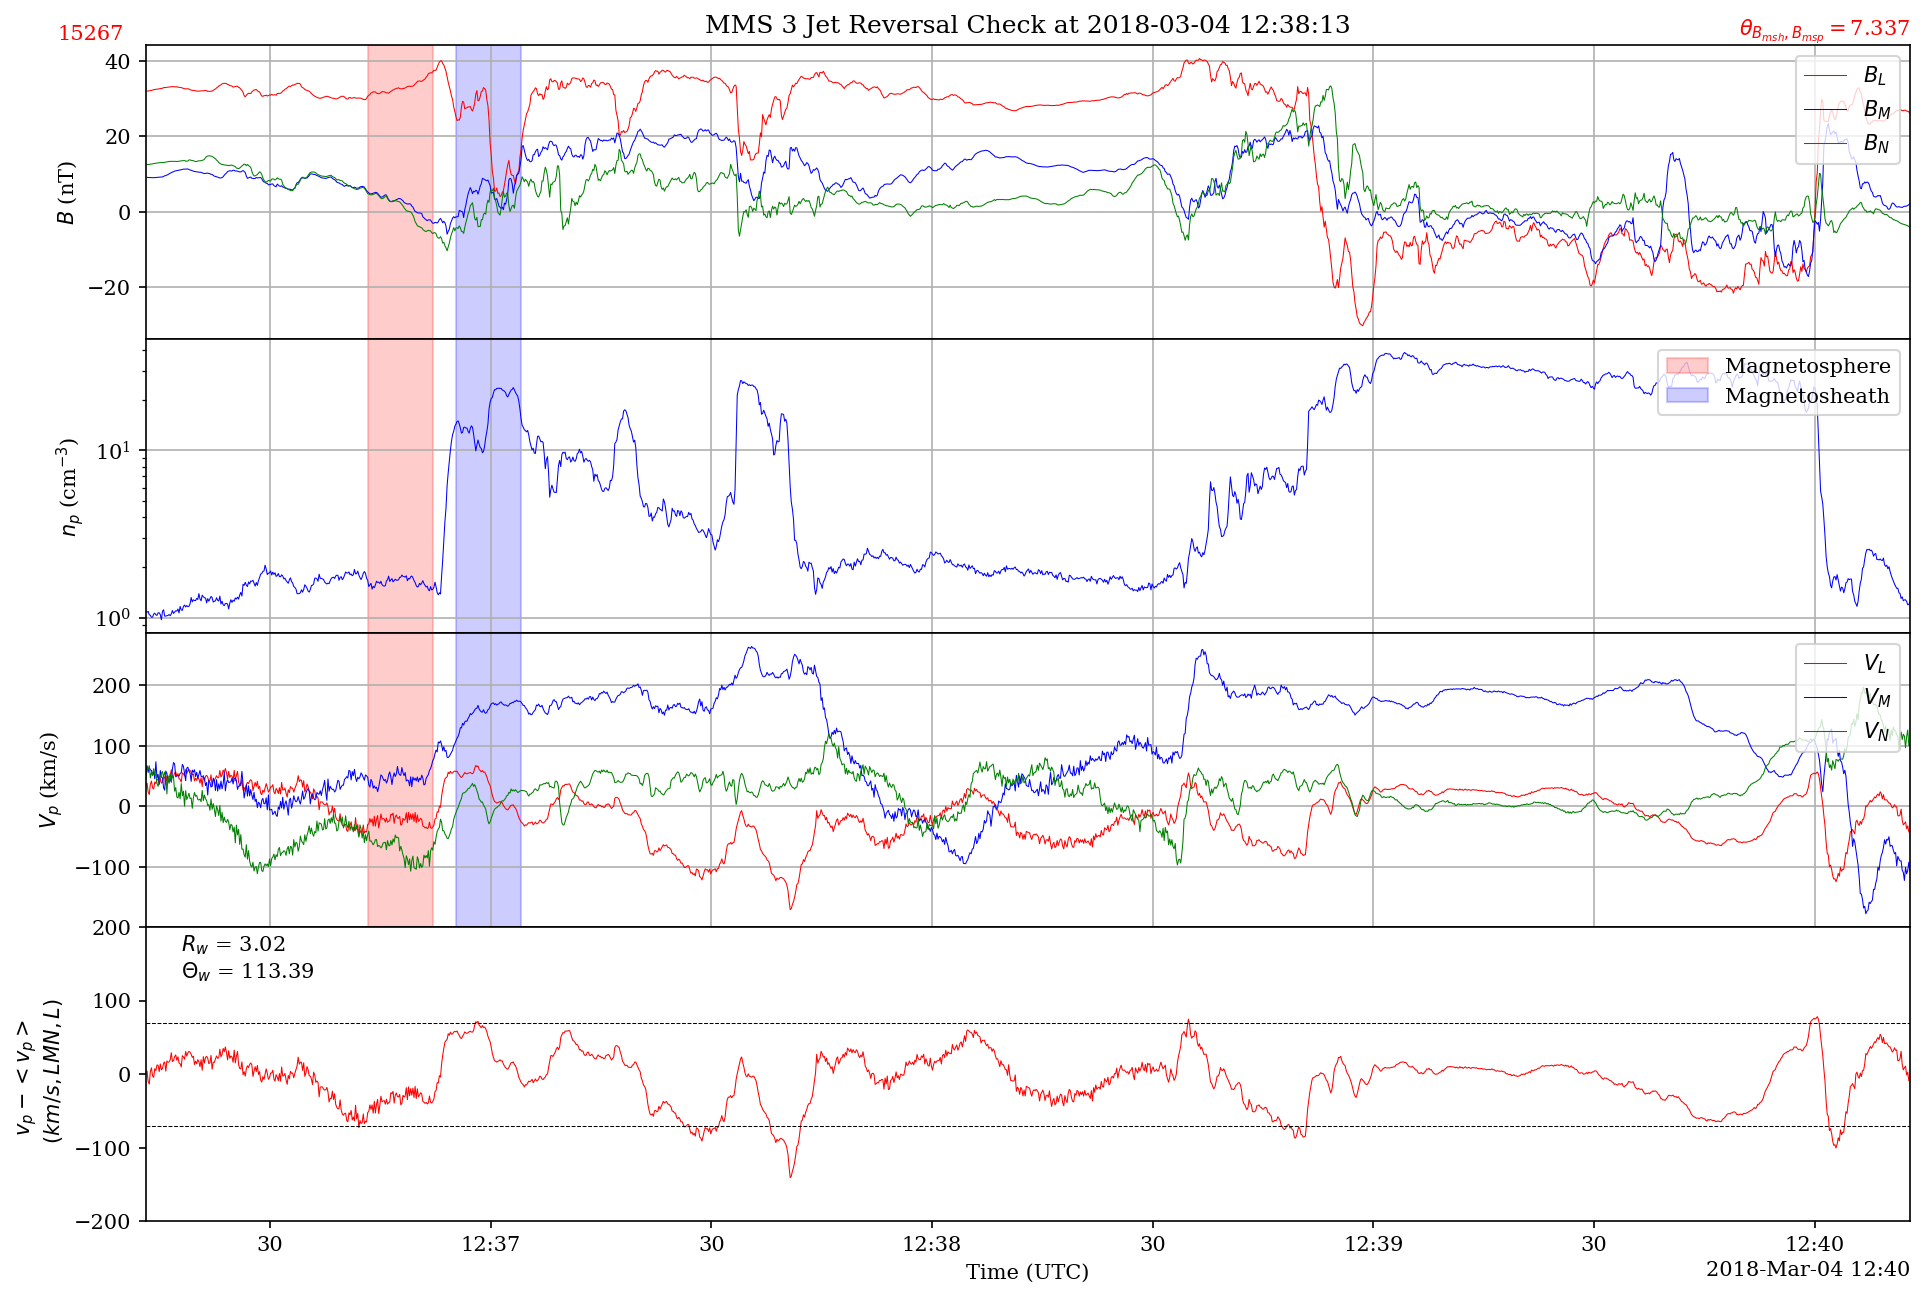 15267
MMS 3 Jet Reversal Check at 2018-03-04 12:38:13
θ_{B_{msh}, B_{msp}} = 7.337
B (nT)
40
20
0
−20
B_L
B_M
B_N
n_p (cm⁻³)
10¹
10⁰
Magnetosphere
Magnetosheath
V_p (km/s)
200
100
0
−100
V_L
V_M
V_N
v_p − < v_p >
(km/s, LMN, L)
200
100
0
−100
−200
R_w = 3.02
Θ_w = 113.39
30 12:37 30 12:38 30 12:39 30 12:40
Time (UTC)
2018-Mar-04 12:40